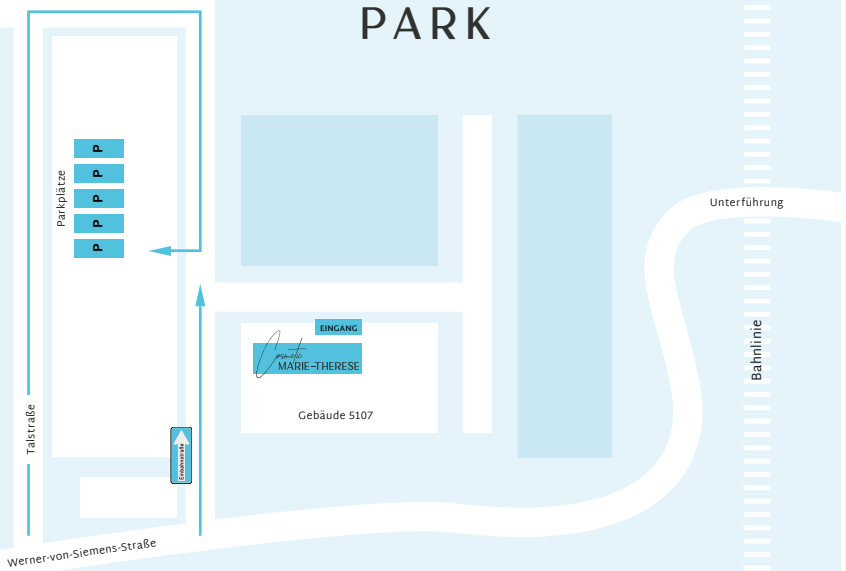 PARK
P
P
P
P
P
Parkplätze
Unterführung
EINGANG
Cosmetic
MARIE-THERESE
Bahnlinie
Gebäude 5107
Talstraße
Einbahnstraße
Werner-von-Siemens-Straße